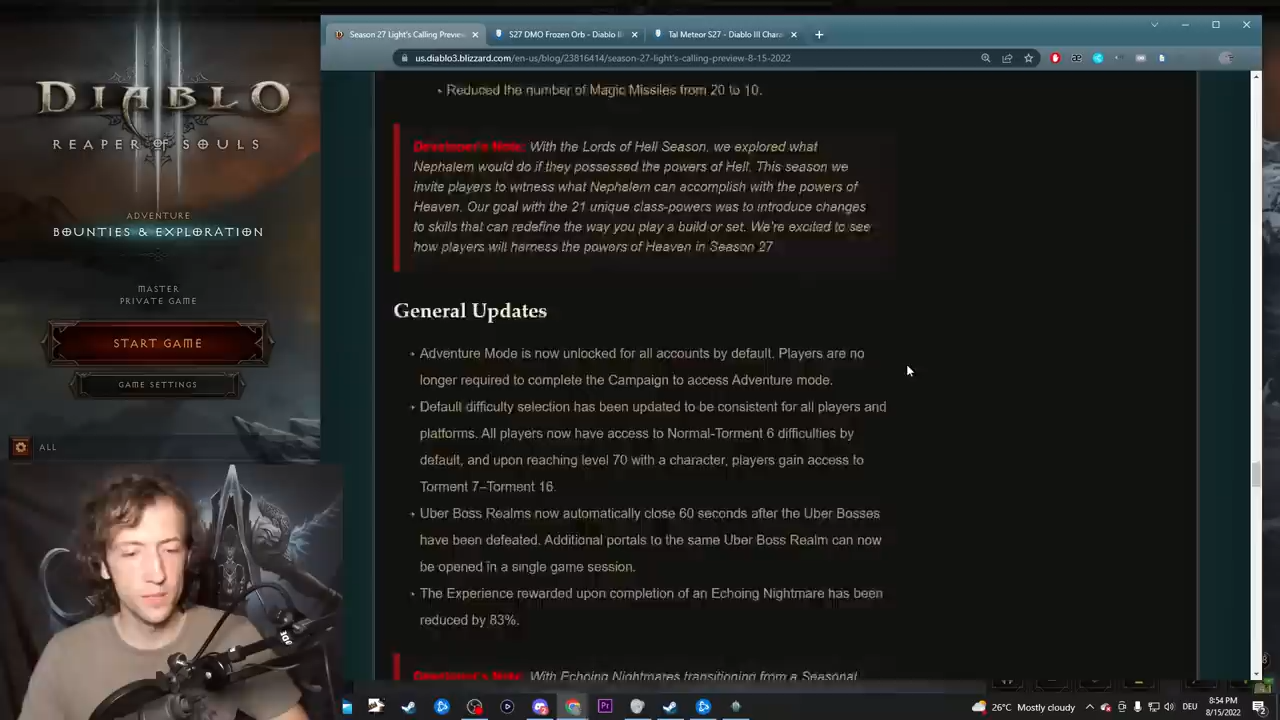 DIABLO
REAPER OF SOULS
ADVENTURE
BOUNTIES & EXPLORATION
MASTER
PRIVATE GAME
START GAME
GAME SETTINGS
ALL
Season 27 Light's Calling Preview
S27 DMO Frozen Orb - Diablo II
Tal Meteor S27 - Diablo III Chara
us.diablo3.blizzard.com/en-us/blog/23816414/season-27-light's-calling-preview-8-15-2022
Reduced the number of Magic Missiles from 20 to 10.
Developer's Note: With the Lords of Hell Season, we explored what
Nephalem would do if they possessed the powers of Hell. This season we
invite players to witness what Nephalem can accomplish with the powers of
Heaven. Our goal with the 21 unique class-powers was to introduce changes
to skills that can redefine the way you play a build or set. We're excited to see
how players will harness the powers of Heaven in Season 27
General Updates
Adventure Mode is now unlocked for all accounts by default. Players are no
longer required to complete the Campaign to access Adventure mode.
Default difficulty selection has been updated to be consistent for all players and
platforms. All players now have access to Normal-Torment 6 difficulties by
default, and upon reaching level 70 with a character, players gain access to
Torment 7–Torment 16.
Uber Boss Realms now automatically close 60 seconds after the Uber Bosses
have been defeated. Additional portals to the same Uber Boss Realm can now
be opened in a single game session.
The Experience rewarded upon completion of an Echoing Nightmare has been
reduced by 83%.
Developer's Note: With Echoing Nightmares transitioning from a Seasonal
26°C Mostly cloudy
8:54 PM
8/15/2022